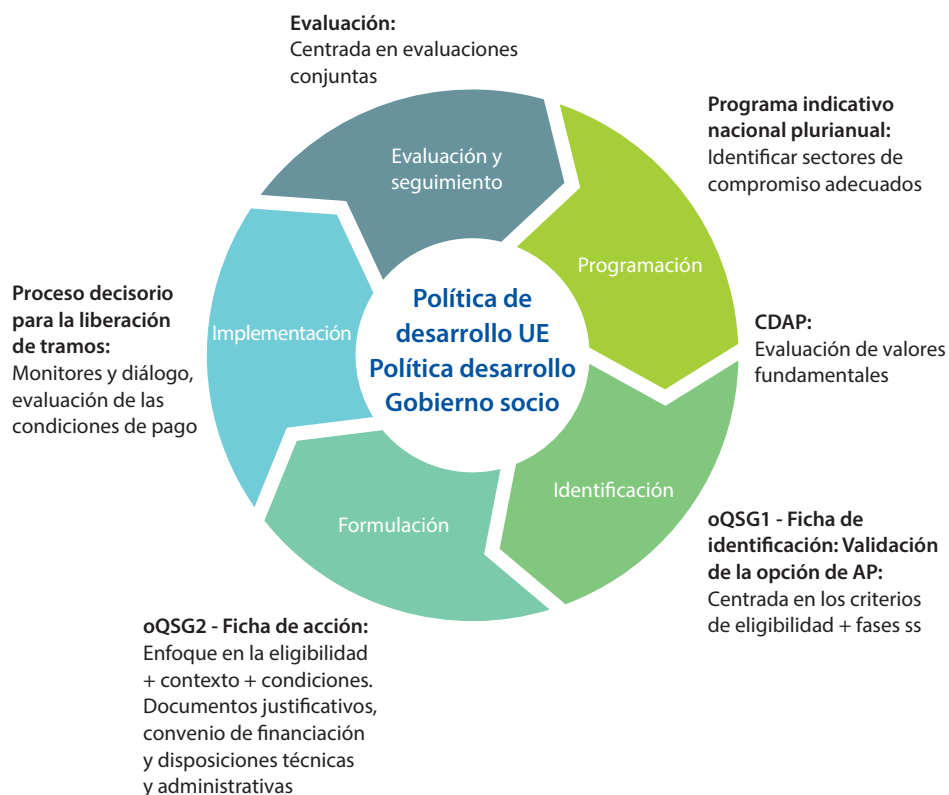 Evaluación:
Centrada en evaluaciones
conjuntas
Programa indicativo
nacional plurianual:
Identificar sectores de
compromiso adecuados
Evaluación y
seguimiento
Programación
CDAP:
Evaluación de valores
fundamentales
Proceso decisorio
para la liberación
de tramos:
Monitores y diálogo,
evaluación de las
condiciones de pago
Implementación
Política de
desarrollo UE
Política desarrollo
Gobierno socio
Identificación
oQSG1 - Ficha de
identificación: Validación
de la opción de AP:
Centrada en los criterios
de eligibilidad + fases ss
Formulación
oQSG2 - Ficha de acción:
Enfoque en la eligibilidad
+ contexto + condiciones.
Documentos justificativos,
convenio de financiación
y disposiciones técnicas
y administrativas